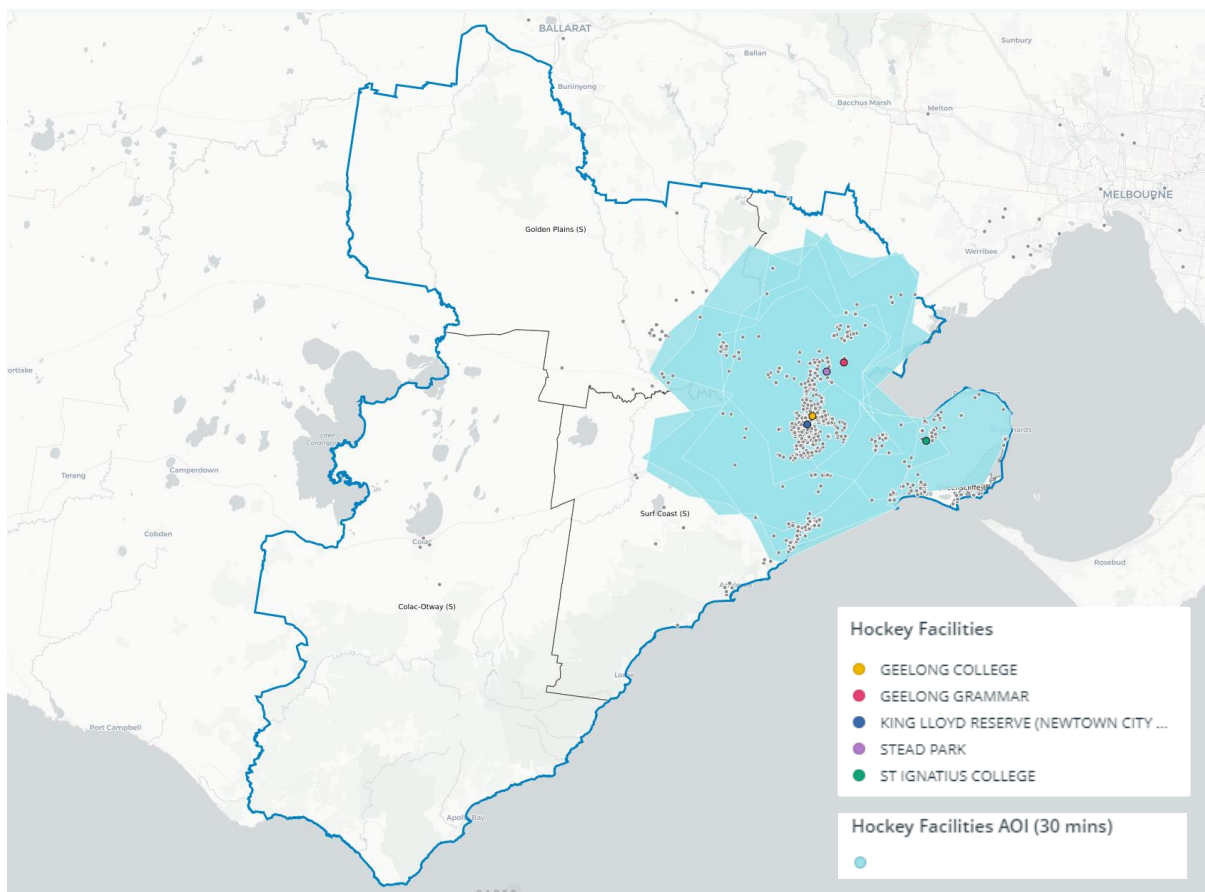 BALLARAT
Sunbury
Ballan
Buninyong
Bacchus Marsh
Melton
MELBOURNE
Golden Plains (S)
Werribee
Terang
Camperdown
Cobden
Colac
Surf Coast (S)
Colac-Otway (S)
Rosebud
Port Campbell
Apollo Bay
Hockey Facilities
GEELONG COLLEGE
GEELONG GRAMMAR
KING LLOYD RESERVE (NEWTOWN CITY ...
STEAD PARK
ST IGNATIUS COLLEGE
Hockey Facilities AOI (30 mins)